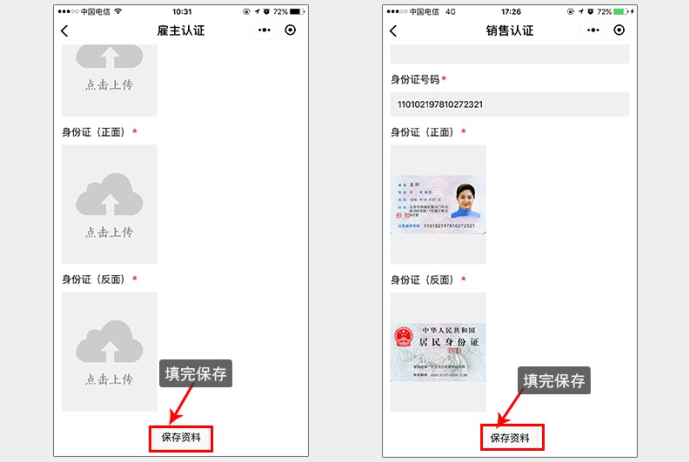 中国电信
10:31
72%
雇主认证
点击上传
身份证（正面）*
点击上传
身份证（反面）*
点击上传
填完保存
保存资料
中国电信 4G
17:26
72%
销售认证
身份证号码*
110102197810272321
身份证（正面）*
110102197810272321
身份证（反面）*
中华人民共和国
居民身份证
填完保存
保存资料